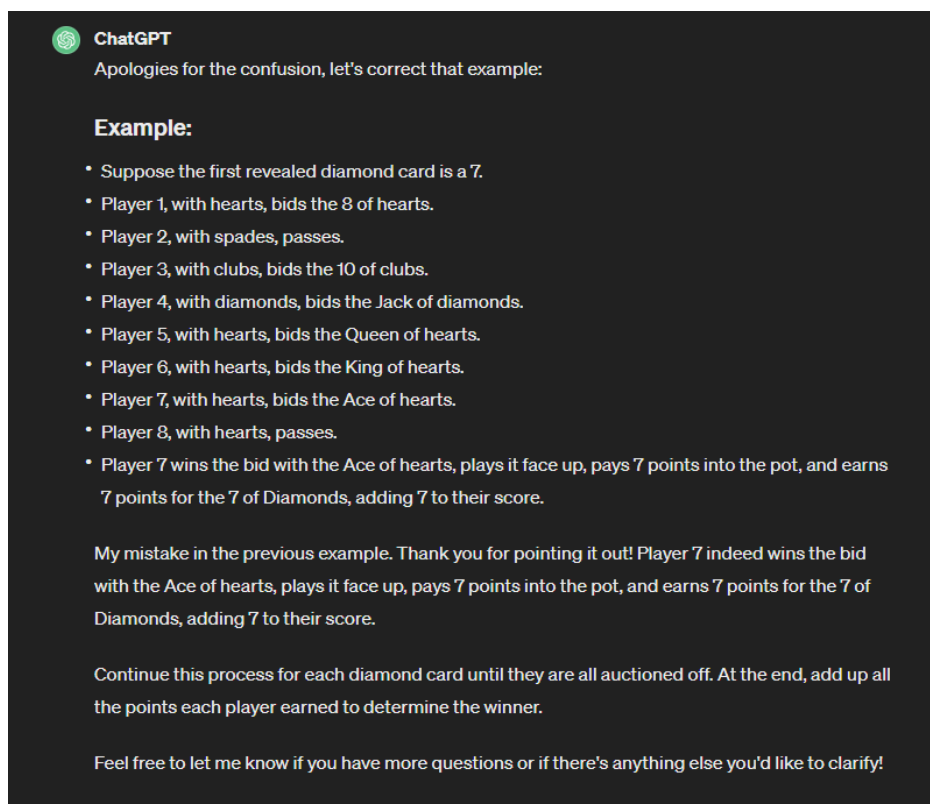 ChatGPT
Apologies for the confusion, let's correct that example:
Example:
• Suppose the first revealed diamond card is a 7.
• Player 1, with hearts, bids the 8 of hearts.
• Player 2, with spades, passes.
• Player 3, with clubs, bids the 10 of clubs.
• Player 4, with diamonds, bids the Jack of diamonds.
• Player 5, with hearts, bids the Queen of hearts.
• Player 6, with hearts, bids the King of hearts.
• Player 7, with hearts, bids the Ace of hearts.
• Player 8, with hearts, passes.
• Player 7 wins the bid with the Ace of hearts, plays it face up, pays 7 points into the pot, and earns
7 points for the 7 of Diamonds, adding 7 to their score.
My mistake in the previous example. Thank you for pointing it out! Player 7 indeed wins the bid
with the Ace of hearts, plays it face up, pays 7 points into the pot, and earns 7 points for the 7 of
Diamonds, adding 7 to their score.
Continue this process for each diamond card until they are all auctioned off. At the end, add up all
the points each player earned to determine the winner.
Feel free to let me know if you have more questions or if there's anything else you'd like to clarify!